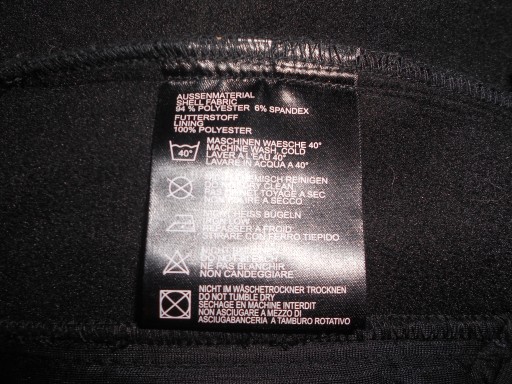 AUSSENMATERIAL
SHELL FABRIC
94 % POLYESTER 6% SPANDEX
FUTTERSTOFF
LINING
100% POLYESTER
40°
MASCHINEN WAESCHE 40°
MACHINE WASH, COLD
LAVER A L'EAU 40°
LAVARE IN ACQUA A 40°
REINIGEN
DRY CLEAN
NETTOYAGE A SEC
A SECCO
HEISS BÜGELN
REPASSER A FROID
STIRARE CON FERRO TIEPIDO
NICHT
DO NOT BLEACH
NE PAS BLANCHIR
NON CANDEGGIARE
NICHT IM WÄSCHETROCKNER TROCKNEN
DO NOT TUMBLE DRY
SECHAGE EN MACHINE INTERDIT
NON ASCIUGARE A MEZZO DI
ASCIUGABANCERIA A TAMBURO ROTATIVO